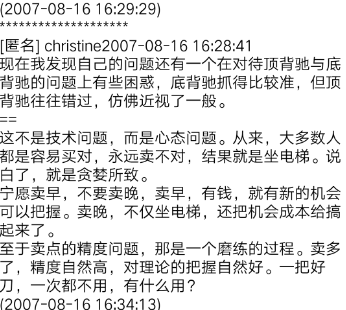 (2007-08-16 16:29:29)
********************
[匿名] christine2007-08-16 16:28:41
现在我发现自己的问题还有一个在对待顶背驰与底
背驰的问题上有些困惑，底背驰抓得比较准，但顶
背驰往往错过，仿佛近视了一般。
==
这不是技术问题，而是心态问题。从来，大多数人
都是容易买对，永远卖不对，结果就是坐电梯。说
白了，就是贪婪所致。
宁愿卖早，不要卖晚，卖早，有钱，就有新的机会
可以把握。卖晚，不仅坐电梯，还把机会成本给搞
起来了。
至于卖点的精度问题，那是一个磨练的过程。卖多
了，精度自然高，对理论的把握自然好。一把好
刀，一次都不用，有什么用？
(2007-08-16 16:34:13)